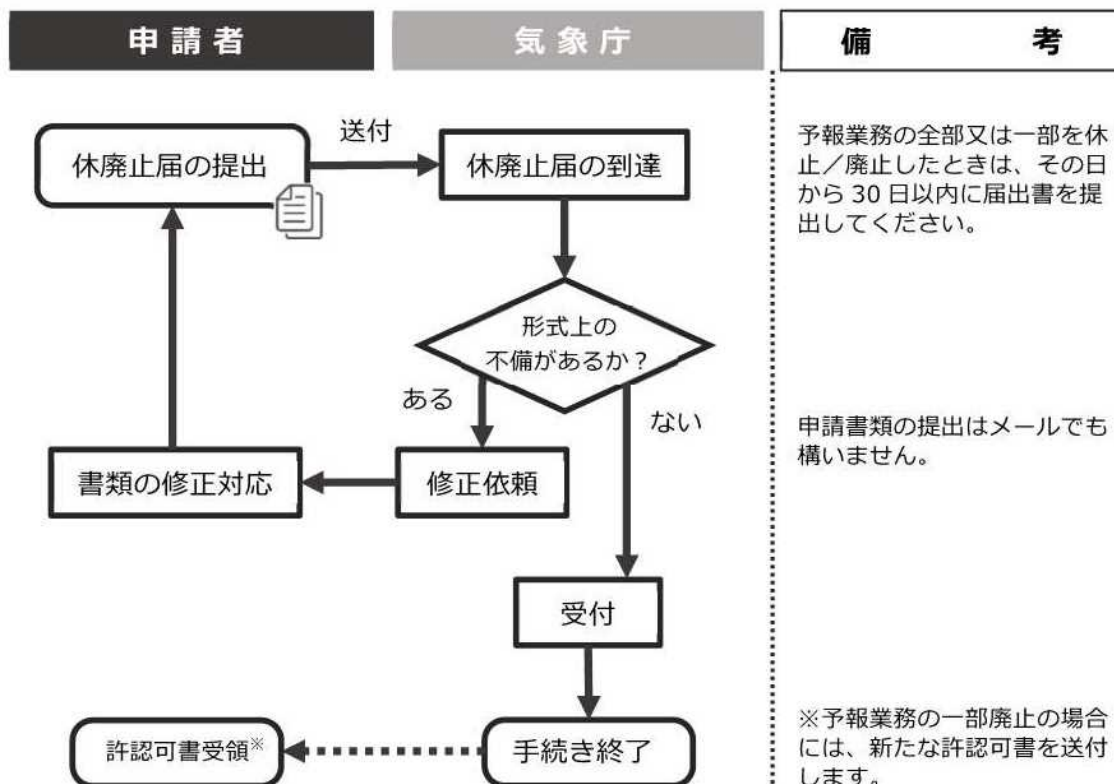 申請者
気象庁
備考
送付
休廃止届の提出
休廃止届の到達
予報業務の全部又は一部を休
止／廃止したときは、その日
から 30 日以内に届出書を提
出してください。
形式上の
不備があるか？
ある
ない
申請書類の提出はメールでも
構いません。
書類の修正対応
修正依頼
受付
許認可書受領※
手続き終了
※予報業務の一部廃止の場合
には、新たな許認可書を送付
します。